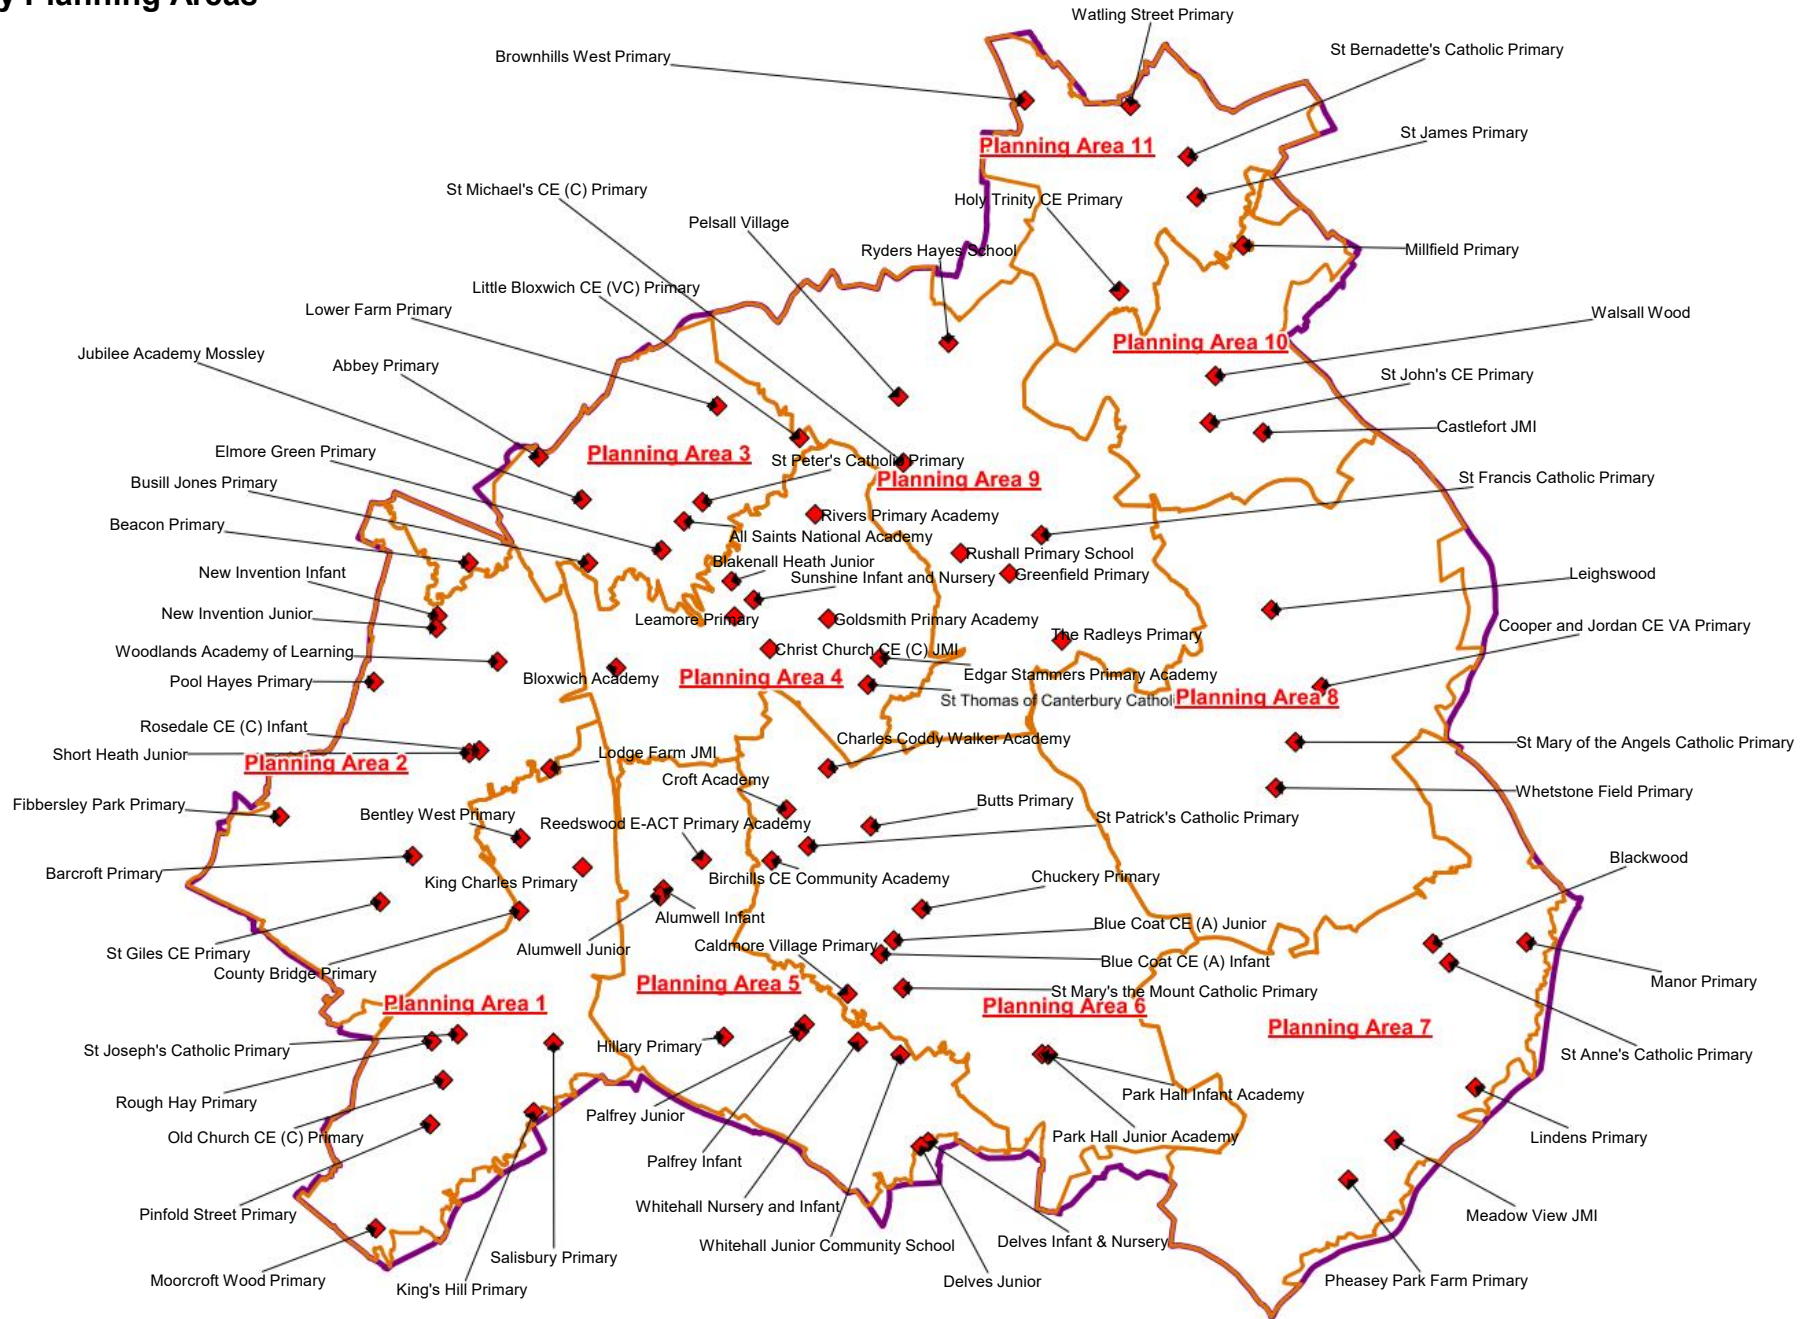 y Planning Areas
Watling Street Primary
Brownhills West Primary
St Bernadette's Catholic Primary
St James Primary
Planning Area 11
St Michael's CE (C) Primary
Holy Trinity CE Primary
Pelsall Village
Ryders Hayes School
Millfield Primary
Little Bloxwich CE (VC) Primary
Lower Farm Primary
Walsall Wood
Planning Area 10
Jubilee Academy Mossley
Abbey Primary
St John's CE Primary
Castlefort JMI
Elmore Green Primary
Planning Area 3
St Peter's Catholic Primary
Planning Area 9
St Francis Catholic Primary
Busill Jones Primary
Rivers Primary Academy
Beacon Primary
All Saints National Academy
Rushall Primary School
Blakenall Heath Junior
New Invention Infant
Sunshine Infant and Nursery
Greenfield Primary
Leighswood
New Invention Junior
Leamore Primary
Goldsmith Primary Academy
Cooper and Jordan CE VA Primary
The Radleys Primary
Woodlands Academy of Learning
Christ Church CE (C) JMI
Pool Hayes Primary
Bloxwich Academy
Planning Area 4
Edgar Stammers Primary Academy
St Thomas of Canterbury Catholi
Planning Area 8
Rosedale CE (C) Infant
Short Heath Junior
Planning Area 2
Lodge Farm JMI
Charles Coddy Walker Academy
St Mary of the Angels Catholic Primary
Croft Academy
Whetstone Field Primary
Fibbersley Park Primary
Bentley West Primary
Reedswood E-ACT Primary Academy
Butts Primary
St Patrick's Catholic Primary
Blackwood
Barcroft Primary
King Charles Primary
Birchills CE Community Academy
Chuckery Primary
Alumwell Infant
Blue Coat CE (A) Junior
St Giles CE Primary
Alumwell Junior
Caldmore Village Primary
Blue Coat CE (A) Infant
County Bridge Primary
Manor Primary
Planning Area 5
St Mary's the Mount Catholic Primary
Planning Area 1
Planning Area 6
Planning Area 7
St Joseph's Catholic Primary
Hillary Primary
St Anne's Catholic Primary
Rough Hay Primary
Palfrey Junior
Park Hall Infant Academy
Old Church CE (C) Primary
Park Hall Junior Academy
Lindens Primary
Palfrey Infant
Pinfold Street Primary
Whitehall Nursery and Infant
Meadow View JMI
Salisbury Primary
Whitehall Junior Community School
Delves Infant & Nursery
Moorcroft Wood Primary
King's Hill Primary
Delves Junior
Pheasey Park Farm Primary